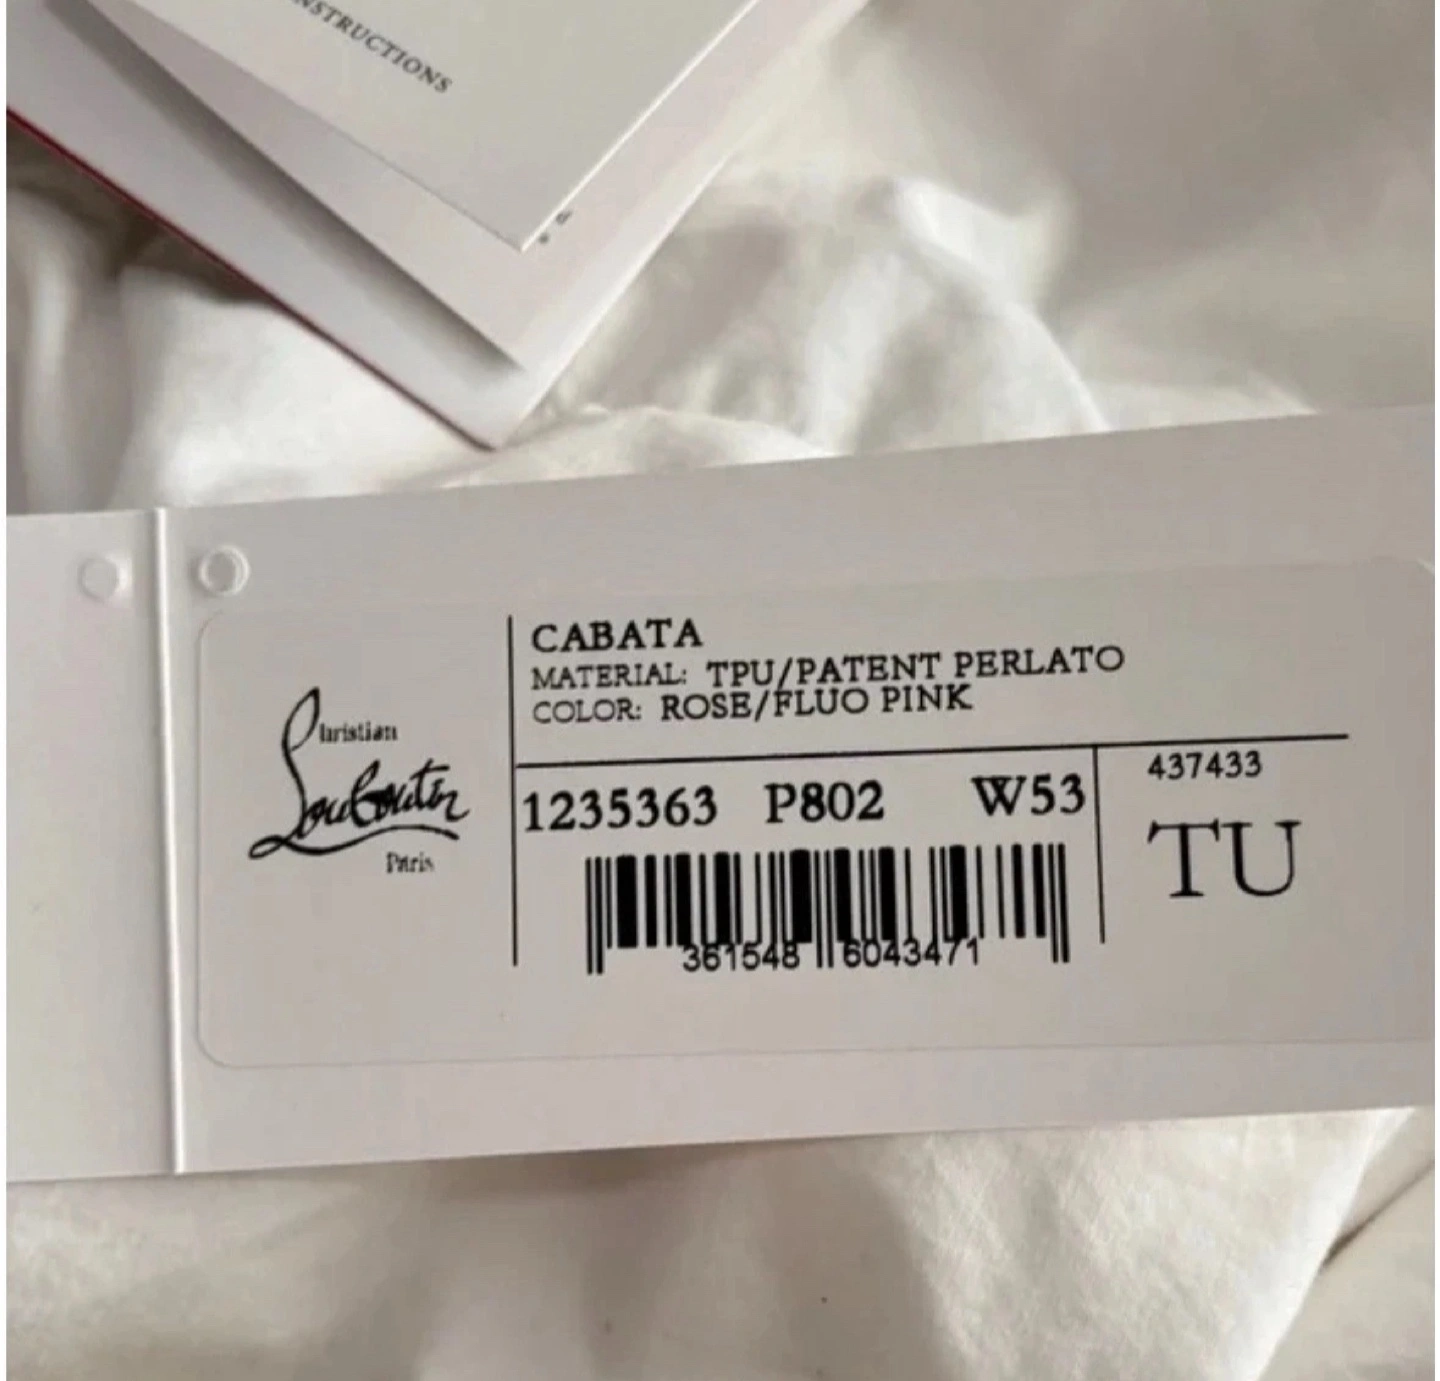 NSTRUCTIONS
Christian
Louboutin
Paris
CABATA
MATERIAL: TPU/PATENT PERLATO
COLOR: ROSE/FLUO PINK
1235363 P802 W53
361548 6043471
437433
TU